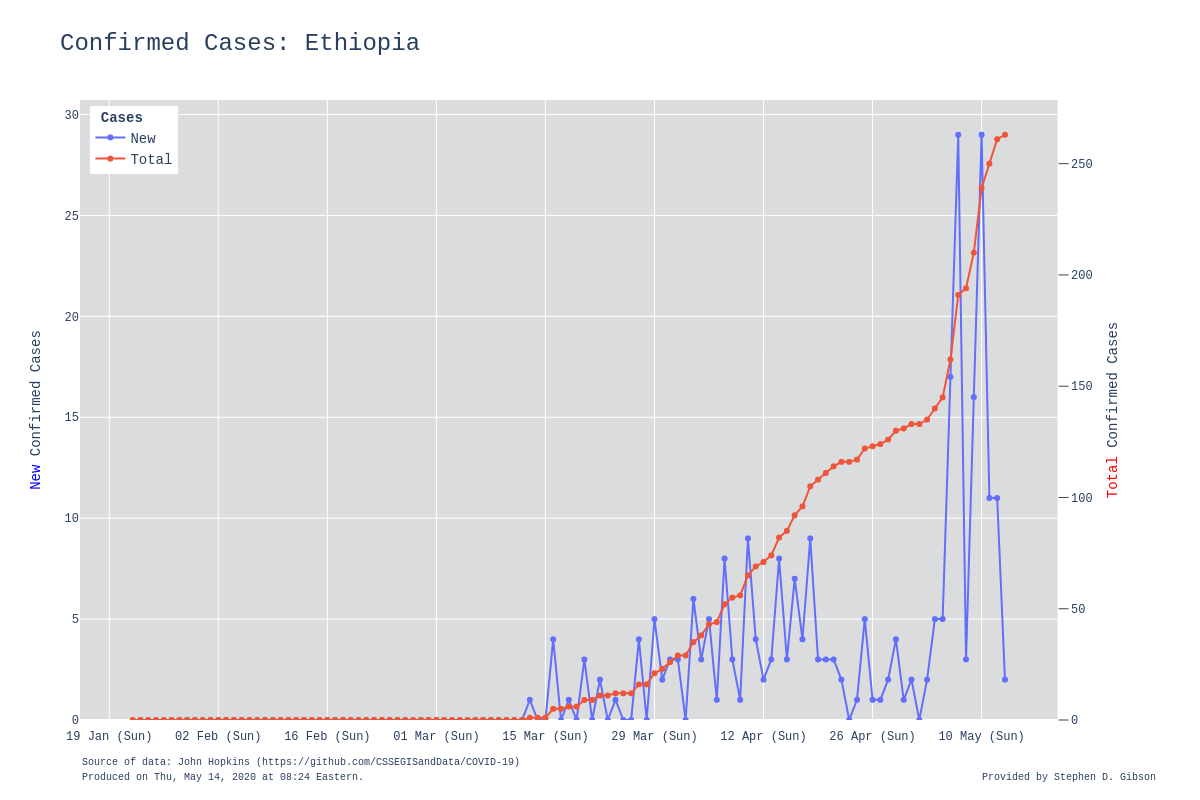 Confirmed Cases: Ethiopia
Cases
New
Total
30
25
20
15
10
5
0
New Confirmed Cases
250
200
150
100
50
0
Total Confirmed Cases
19 Jan (Sun) 02 Feb (Sun) 16 Feb (Sun) 01 Mar (Sun) 15 Mar (Sun) 29 Mar (Sun) 12 Apr (Sun) 26 Apr (Sun) 10 May (Sun)
Source of data: John Hopkins (https://github.com/CSSEGISandData/COVID-19)
Produced on Thu, May 14, 2020 at 08:24 Eastern.
Provided by Stephen D. Gibson